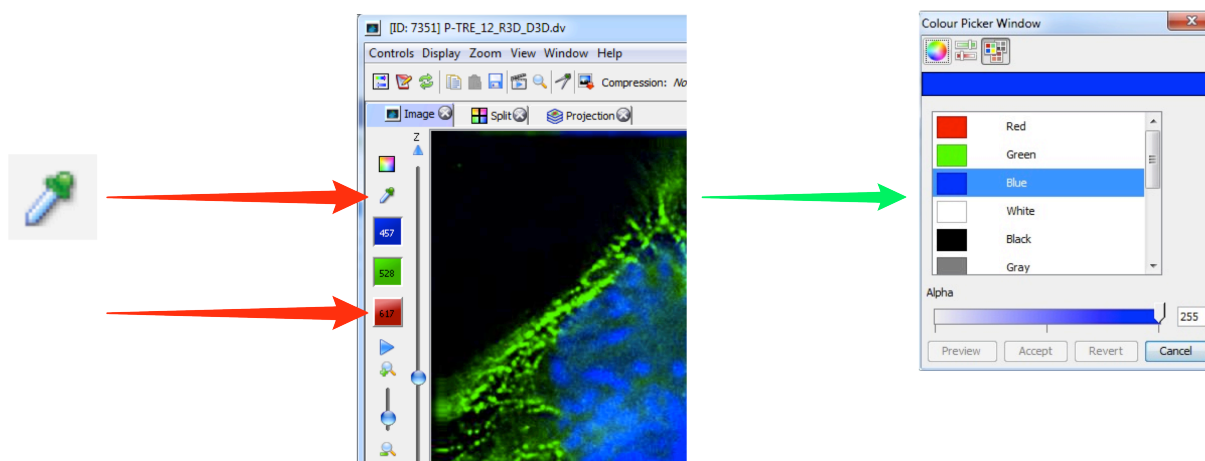 [ID: 7351] P-TRE_12_R3D_D3D.dv
Controls Display Zoom View Window Help
Compression: No
Image Split Projection
Z
457
528
617
Colour Picker Window
Red
Green
Blue
White
Black
Gray
Alpha
255
Preview Accept Revert Cancel